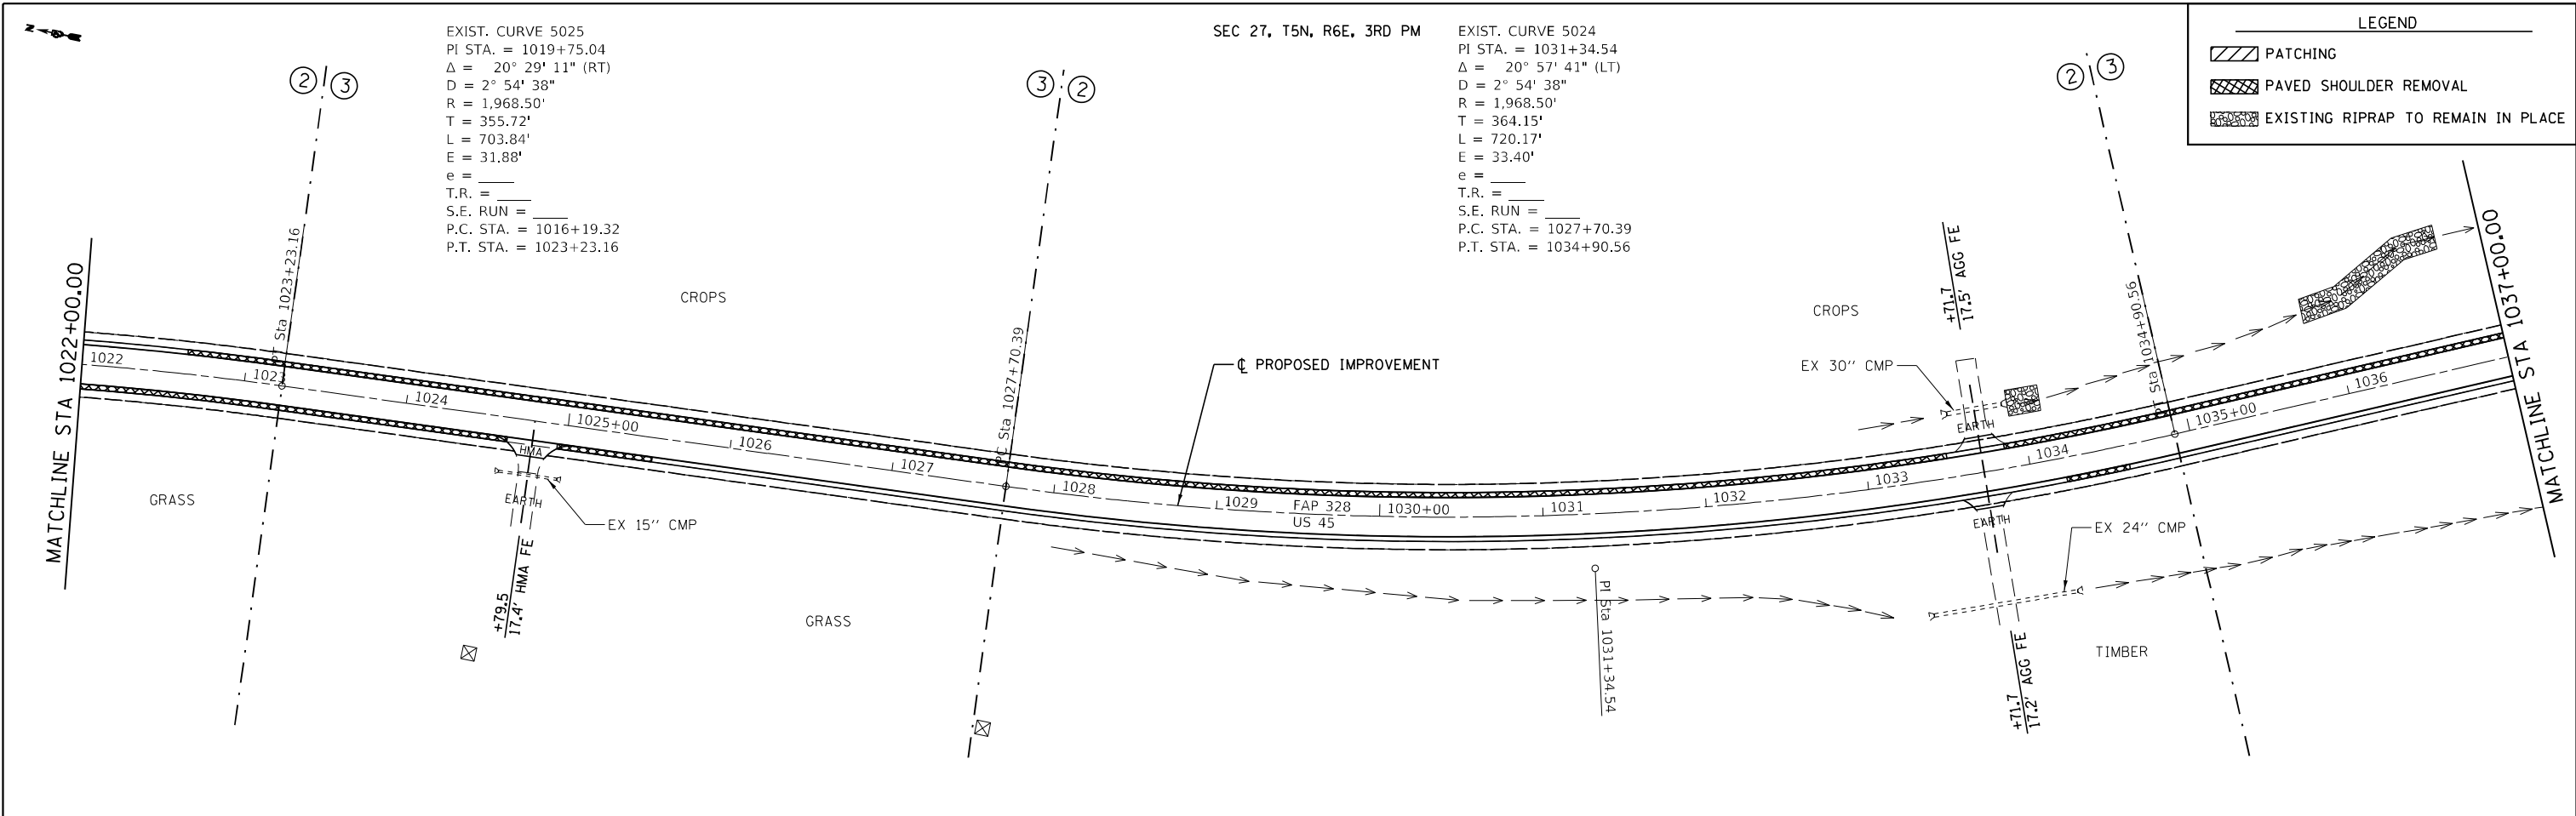 N
EXIST. CURVE 5025
PI STA. = 1019+75.04
Δ = 20° 29' 11" (RT)
D = 2° 54' 38"
R = 1,968.50'
T = 355.72'
L = 703.84'
E = 31.88'
e = ____
T.R. = ____
S.E. RUN = ____
P.C. STA. = 1016+19.32
P.T. STA. = 1023+23.16
SEC 27, T5N, R6E, 3RD PM
EXIST. CURVE 5024
PI STA. = 1031+34.54
Δ = 20° 57' 41" (LT)
D = 2° 54' 38"
R = 1,968.50'
T = 364.15'
L = 720.17'
E = 33.40'
e = ____
T.R. = ____
S.E. RUN = ____
P.C. STA. = 1027+70.39
P.T. STA. = 1034+90.56
LEGEND
PATCHING
PAVED SHOULDER REMOVAL
EXISTING RIPRAP TO REMAIN IN PLACE
2 3
3 2
2 3
MATCHLINE STA 1022+00.00
PT Sta 1023+23.16
CROPS
PC Sta 1027+70.39
℄ PROPOSED IMPROVEMENT
CROPS
+71.7
17.5' AGG FE
EX 30" CMP
EARTH
PT Sta 1034+90.56
MATCHLINE STA 1037+00.00
1022
1023
1024
1025+00
1026
1027
1028
1029
FAP 328
US 45
1030+00
1031
1032
1033
1034
1035+00
1036
GRASS
HMA
EARTH
EX 15" CMP
+79.5
17.4' HMA FE
GRASS
PI Sta 1031+34.54
EARTH
EX 24" CMP
+71.7
17.2' AGG FE
TIMBER